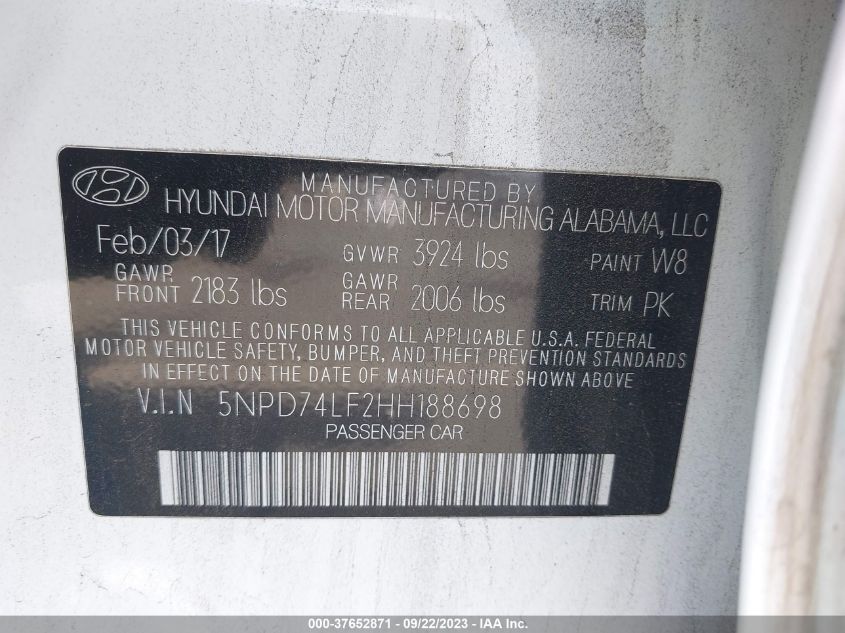 MANUFACTURED BY
HYUNDAI MOTOR MANUFACTURING ALABAMA, LLC
Feb/03/17 GVWR 3924 lbs PAINT W8
GAWR FRONT 2183 lbs GAWR REAR 2006 lbs TRIM PK
THIS VEHICLE CONFORMS TO ALL APPLICABLE U.S.A. FEDERAL
MOTOR VEHICLE SAFETY, BUMPER, AND THEFT PREVENTION STANDARDS
IN EFFECT ON THE DATE OF MANUFACTURE SHOWN ABOVE
V.I.N 5NPD74LF2HH188698
PASSENGER CAR
000-37652871 - 09/22/2023 - IAA Inc.